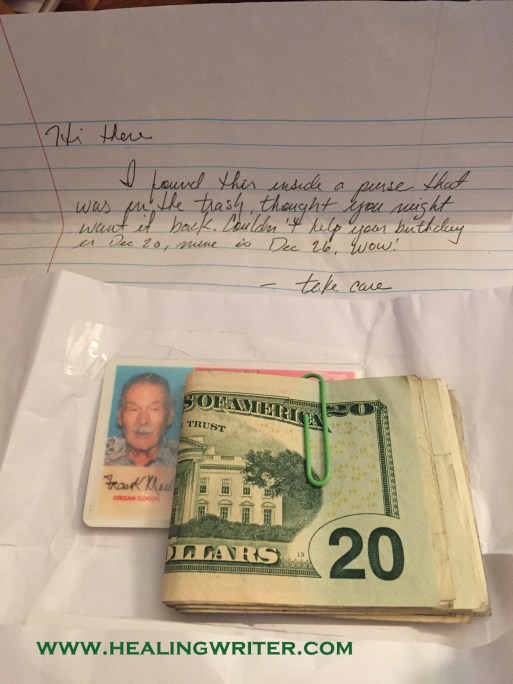 Hi there
I found this inside a purse that
was in the trash, thought you might
want it back. Couldn't help your birthday
is Dec 20, mine is Dec 26, wow!
— take care
S OF AMERICA 20
TRUST
Frank
ORGAN DONOR
OLLARS 13 20
WWW.HEALINGWRITER.COM